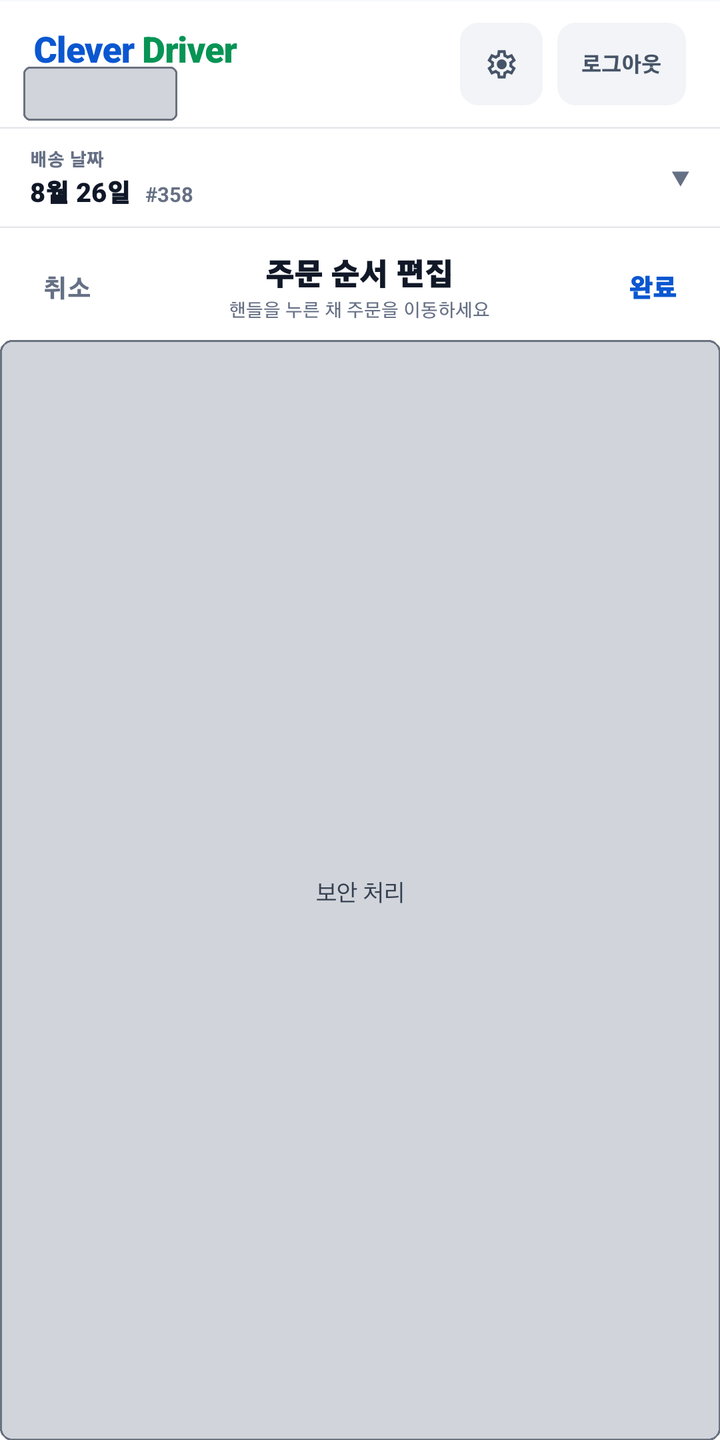 Clever Driver
로그아웃
배송 날짜
8월 26일 #358
▼
취소
주문 순서 편집
완료
핸들을 누른 채 주문을 이동하세요
보안 처리